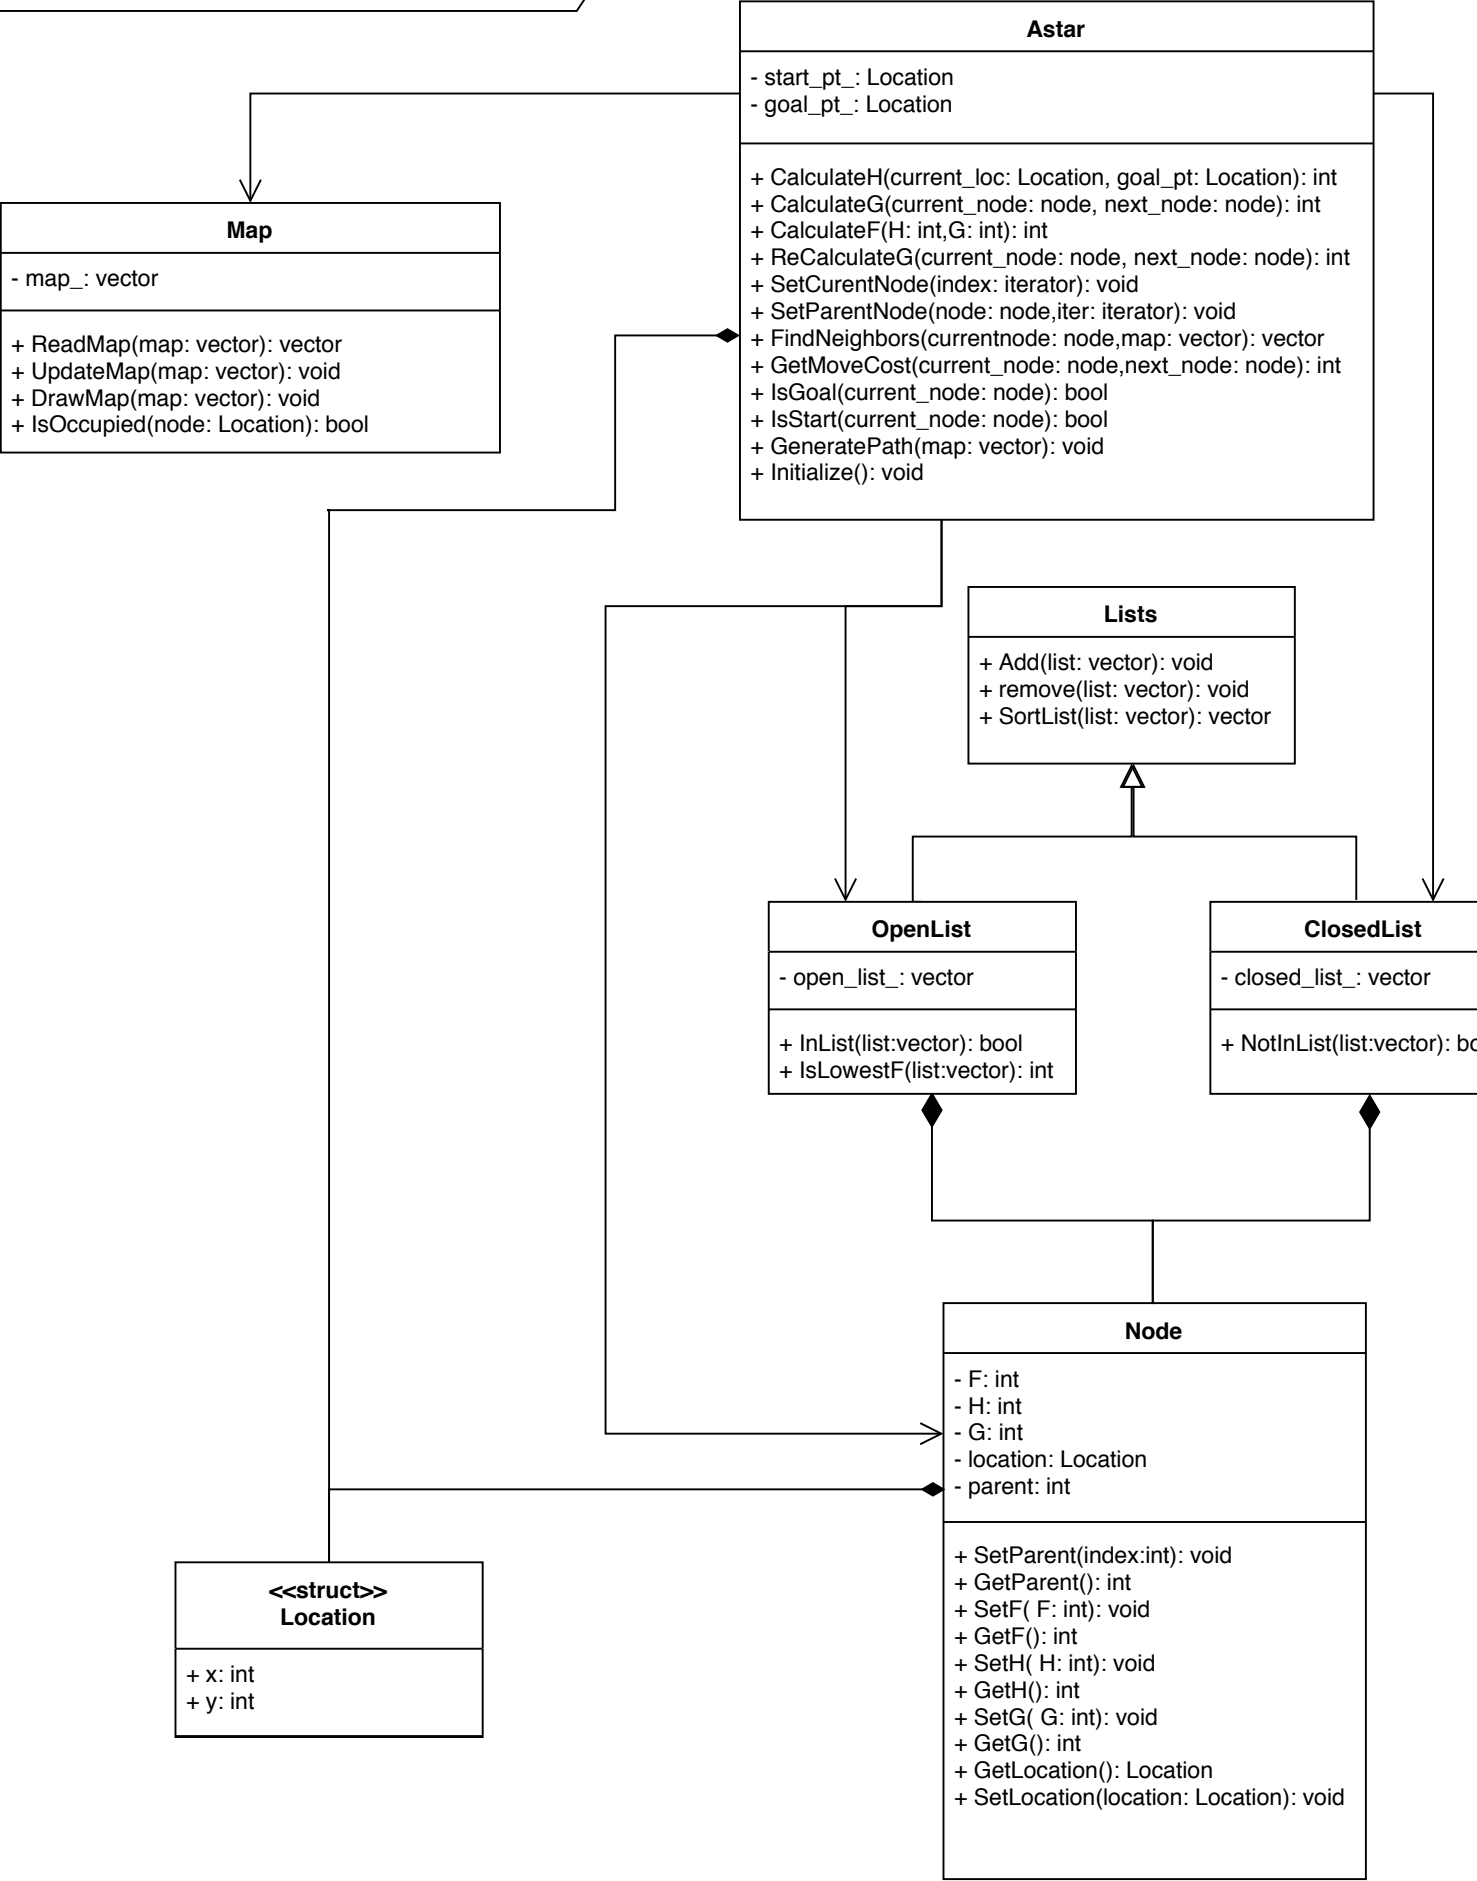 Astar
- start_pt_: Location
- goal_pt_: Location
+ CalculateH(current_loc: Location, goal_pt: Location): int
+ CalculateG(current_node: node, next_node: node): int
+ CalculateF(H: int,G: int): int
+ ReCalculateG(current_node: node, next_node: node): int
+ SetCurentNode(index: iterator): void
+ SetParentNode(node: node,iter: iterator): void
+ FindNeighbors(currentnode: node,map: vector): vector
+ GetMoveCost(current_node: node,next_node: node): int
+ IsGoal(current_node: node): bool
+ IsStart(current_node: node): bool
+ GeneratePath(map: vector): void
+ Initialize(): void
Map
- map_: vector
+ ReadMap(map: vector): vector
+ UpdateMap(map: vector): void
+ DrawMap(map: vector): void
+ IsOccupied(node: Location): bool
Lists
+ Add(list: vector): void
+ remove(list: vector): void
+ SortList(list: vector): vector
OpenList
- open_list_: vector
+ InList(list:vector): bool
+ IsLowestF(list:vector): int
ClosedList
- closed_list_: vector
+ NotInList(list:vector):
Node
- F: int
- H: int
- G: int
- location: Location
- parent: int
+ SetParent(index:int): void
+ GetParent(): int
+ SetF( F: int): void
+ GetF(): int
+ SetH( H: int): void
+ GetH(): int
+ SetG( G: int): void
+ GetG(): int
+ GetLocation(): Location
+ SetLocation(location: Location): void
<<struct>>
Location
+ x: int
+ y: int